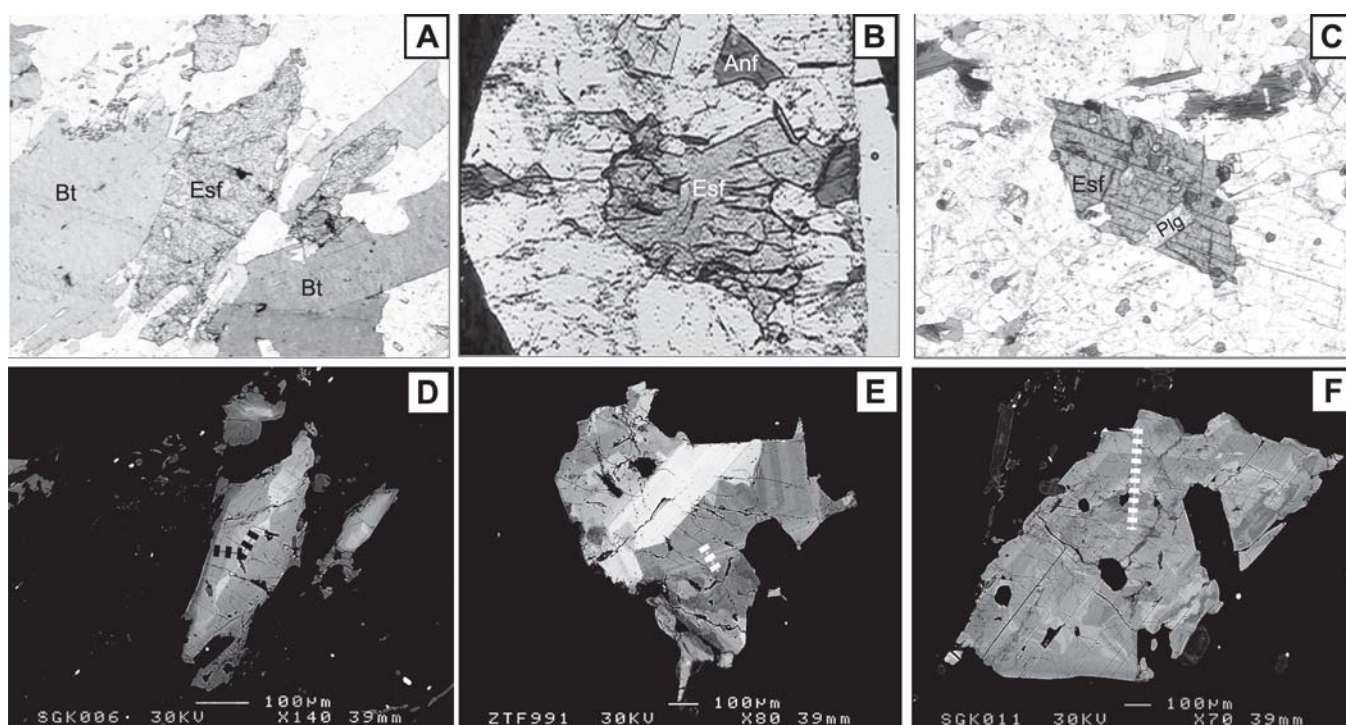 A
B
C
Anf
Bt
Esf
Esf
Esf
Plg
Bt
D
E
F
100µm
100µm
100µm
SGK006· 30KV X140 39mm
ZTF991 30KV X80 39mm
SGK011 30KV X70 39mm